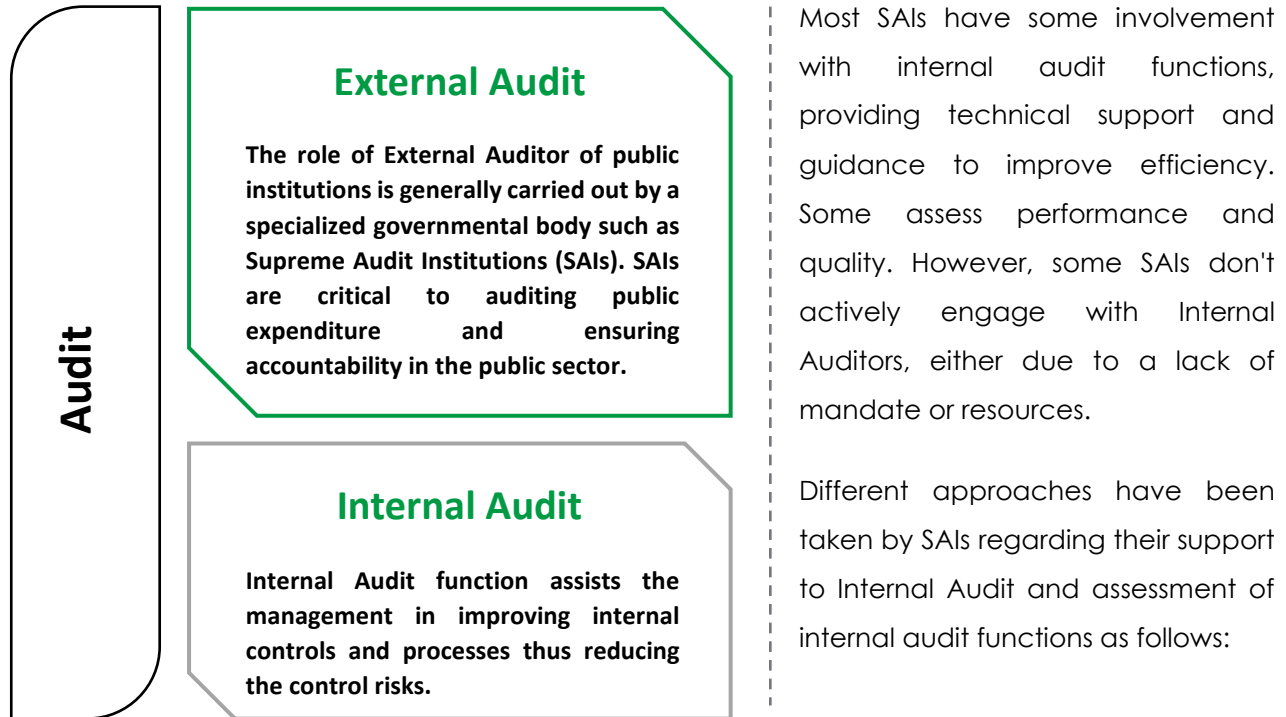 Audit
External Audit
The role of External Auditor of public
institutions is generally carried out by a
specialized governmental body such as
Supreme Audit Institutions (SAIs). SAIs
are critical to auditing public
expenditure and ensuring
accountability in the public sector.
Internal Audit
Internal Audit function assists the
management in improving internal
controls and processes thus reducing
the control risks.
Most SAIs have some involvement
with internal audit functions,
providing technical support and
guidance to improve efficiency.
Some assess performance and
quality. However, some SAIs don't
actively engage with Internal
Auditors, either due to a lack of
mandate or resources.
Different approaches have been
taken by SAIs regarding their support
to Internal Audit and assessment of
internal audit functions as follows: